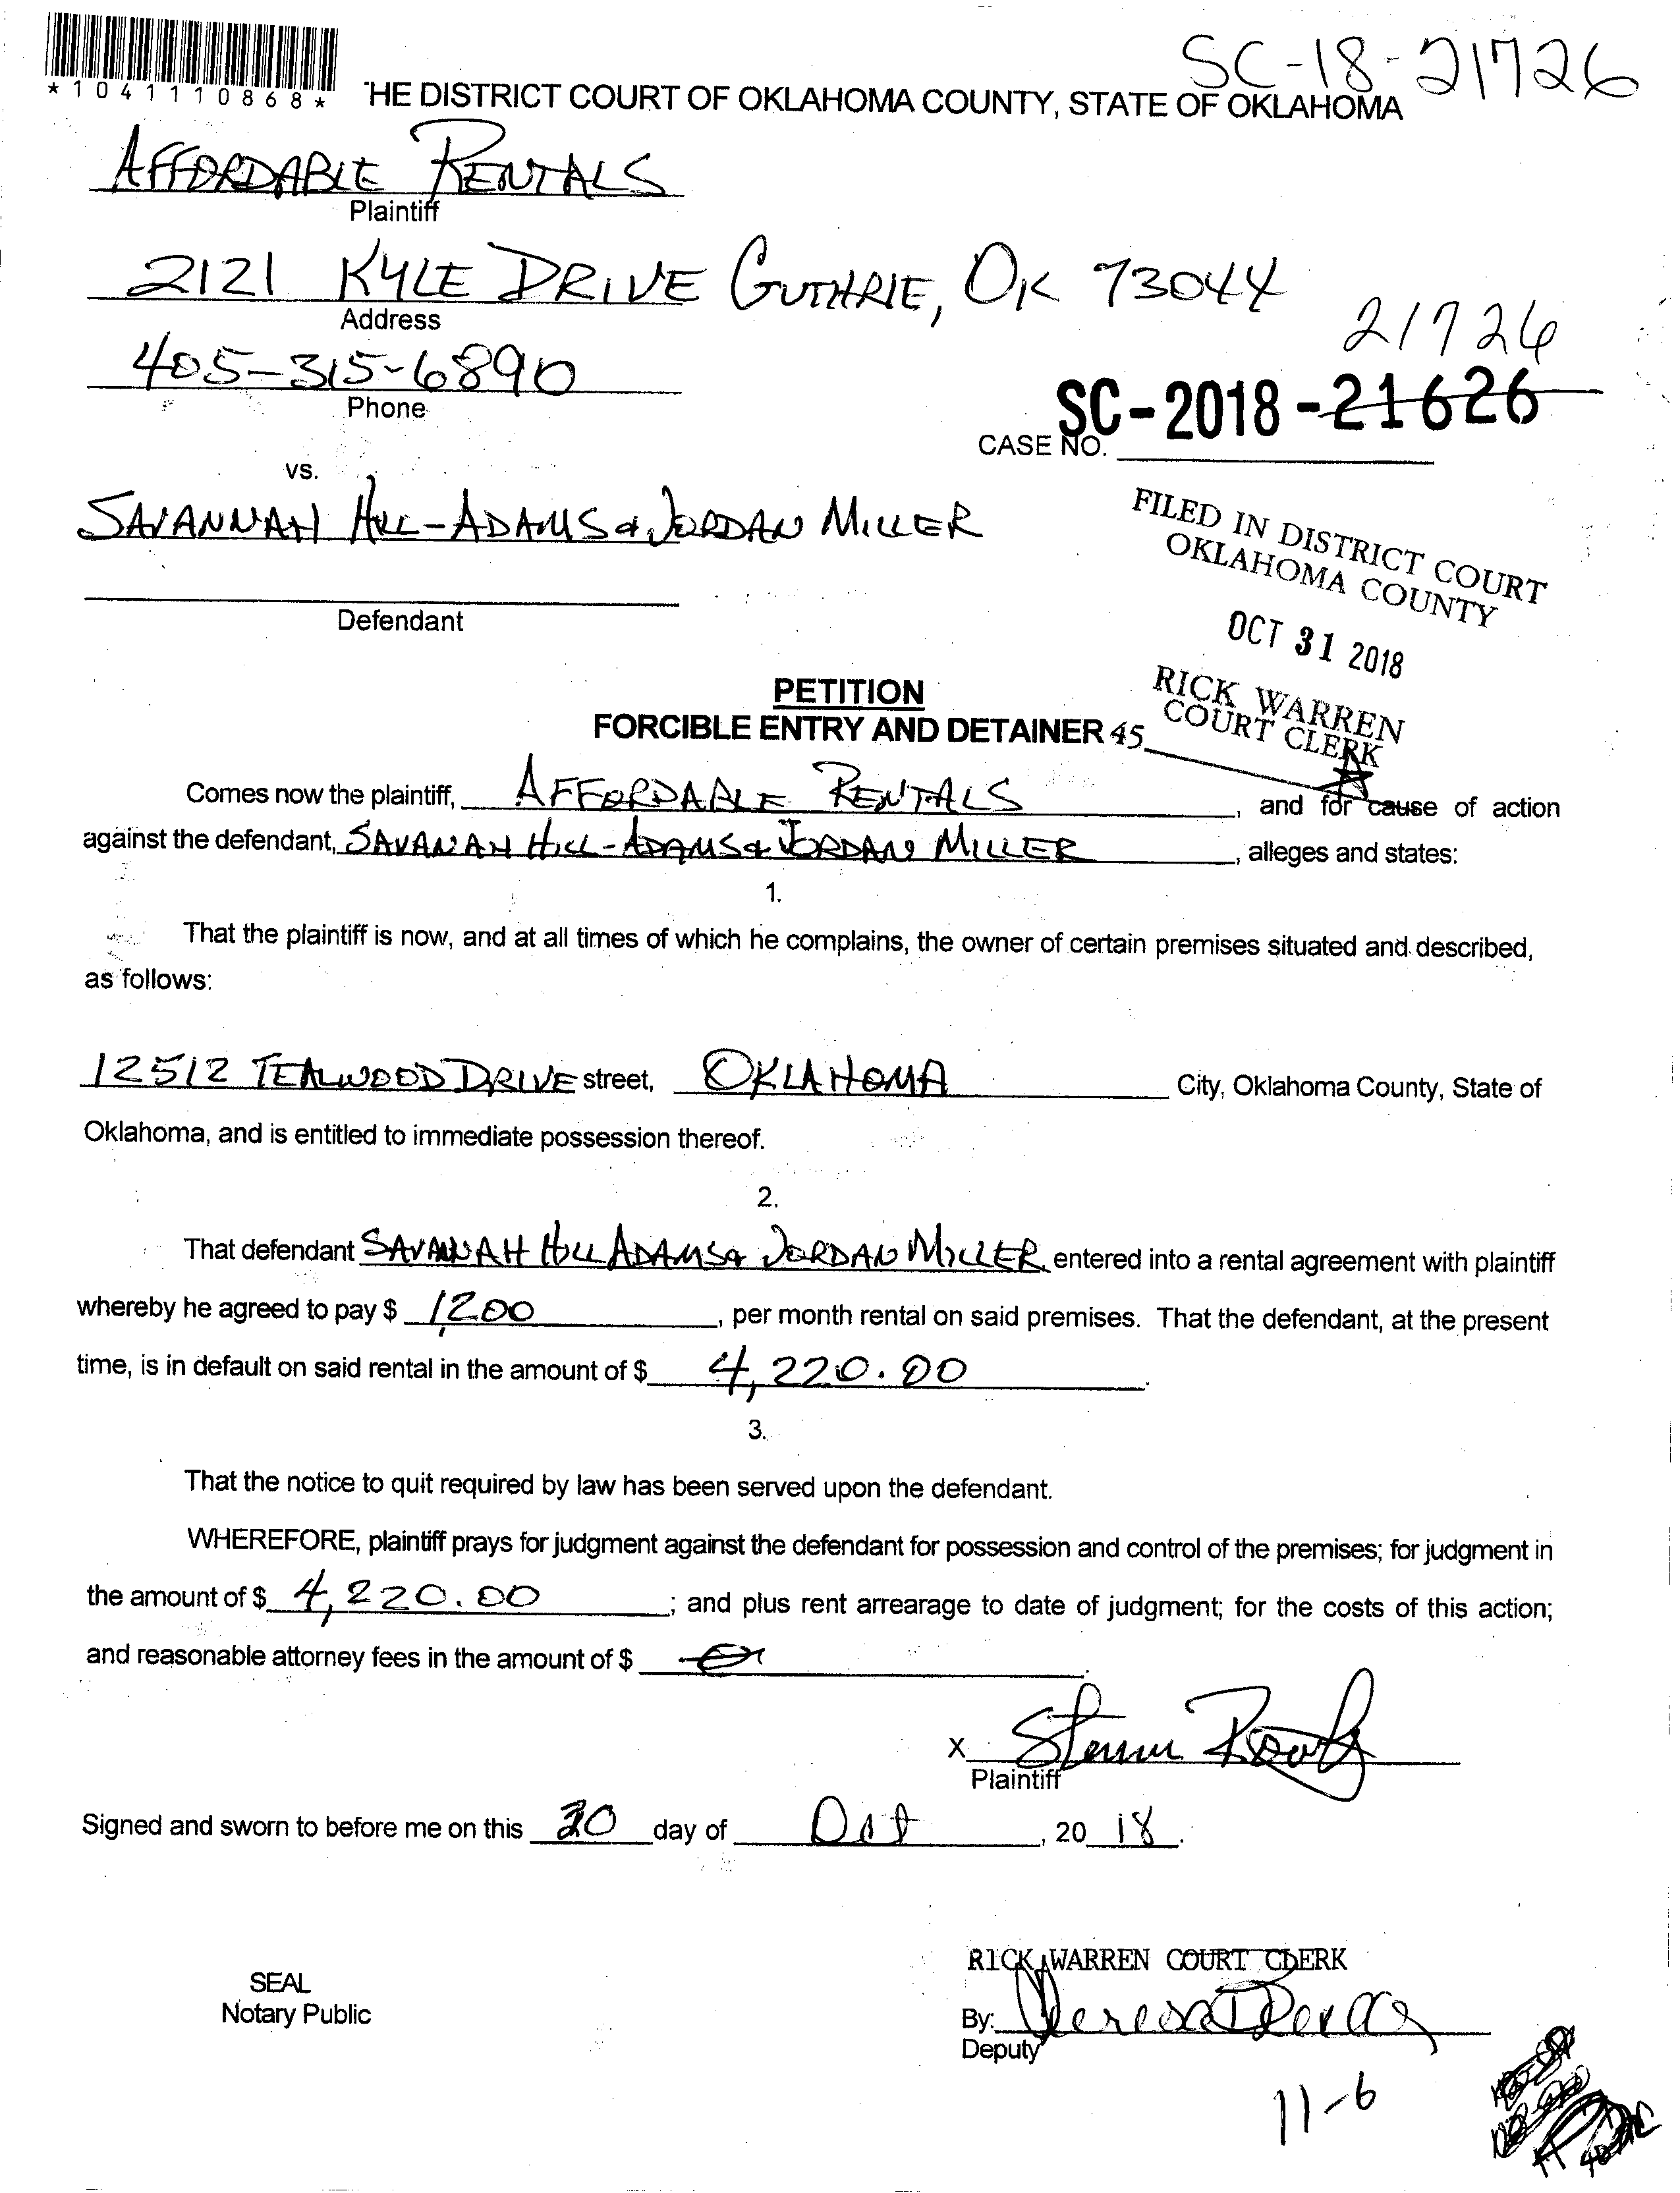 SC-18-21726
*1041110868*
HE DISTRICT COURT OF OKLAHOMA COUNTY, STATE OF OKLAHOMA
AFFORDABLE RENTALS
Plaintiff
2121 KYLE DRIVE GUTHRIE, OK 73044
Address
21726
405-315-6890
Phone
SC-2018-21626
CASE NO.
vs.
SAVANNAH HILL-ADAMS & JORDAN MILLER
Defendant
FILED IN DISTRICT COURT
OKLAHOMA COUNTY
OCT 31 2018
RICK WARREN
COURT CLERK
PETITION
FORCIBLE ENTRY AND DETAINER 45
Comes now the plaintiff, AFFORDABLE RENTALS, and for cause of action
against the defendant, SAVANAH HILL-ADAMS & JORDAN MILLER, alleges and states:
1.
That the plaintiff is now, and at all times of which he complains, the owner of certain premises situated and described,
as follows:
12512 TEALWOOD DRIVE street, OKLAHOMA City, Oklahoma County, State of
Oklahoma, and is entitled to immediate possession thereof.
2.
That defendant SAVANNAH HILL ADAMS & JORDAN MILLER entered into a rental agreement with plaintiff
whereby he agreed to pay $ 1200, per month rental on said premises. That the defendant, at the present
time, is in default on said rental in the amount of $ 4,220.00.
3.
That the notice to quit required by law has been served upon the defendant.
WHEREFORE, plaintiff prays for judgment against the defendant for possession and control of the premises; for judgment in
the amount of $ 4,220.00; and plus rent arrearage to date of judgment; for the costs of this action;
and reasonable attorney fees in the amount of $
X
Plaintiff
Signed and sworn to before me on this 30 day of Oct, 2018.
RICK WARREN COURT CLERK
SEAL
Notary Public
By:
Deputy
11-6